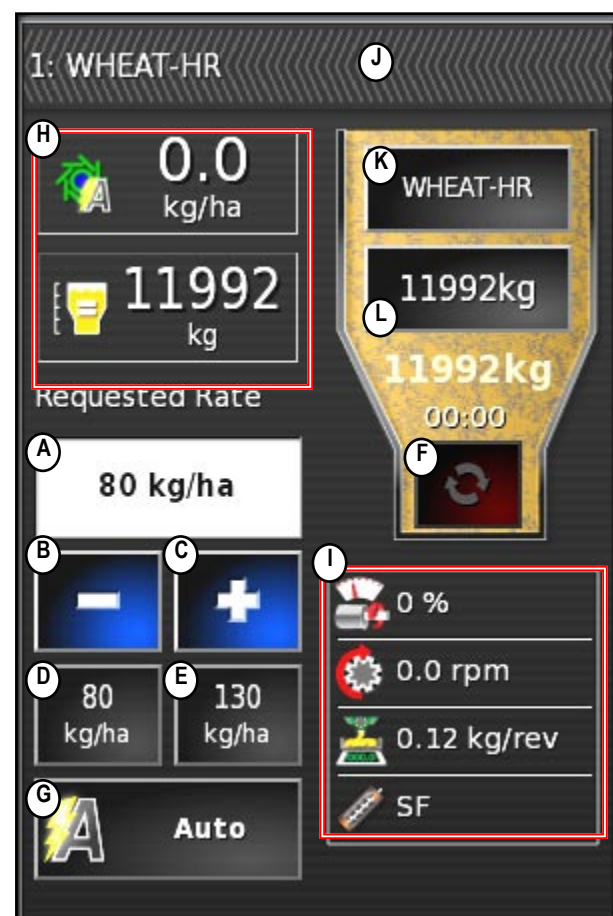 1: WHEAT-HR
J
H
0.0
kg/ha
11992
kg
Requested Rate
A
80 kg/ha
B
C
D
80
kg/ha
E
130
kg/ha
G
A
Auto
K
WHEAT-HR
11992kg
L
11992kg
00:00
F
I
0 %
0.0 rpm
0.12 kg/rev
SF